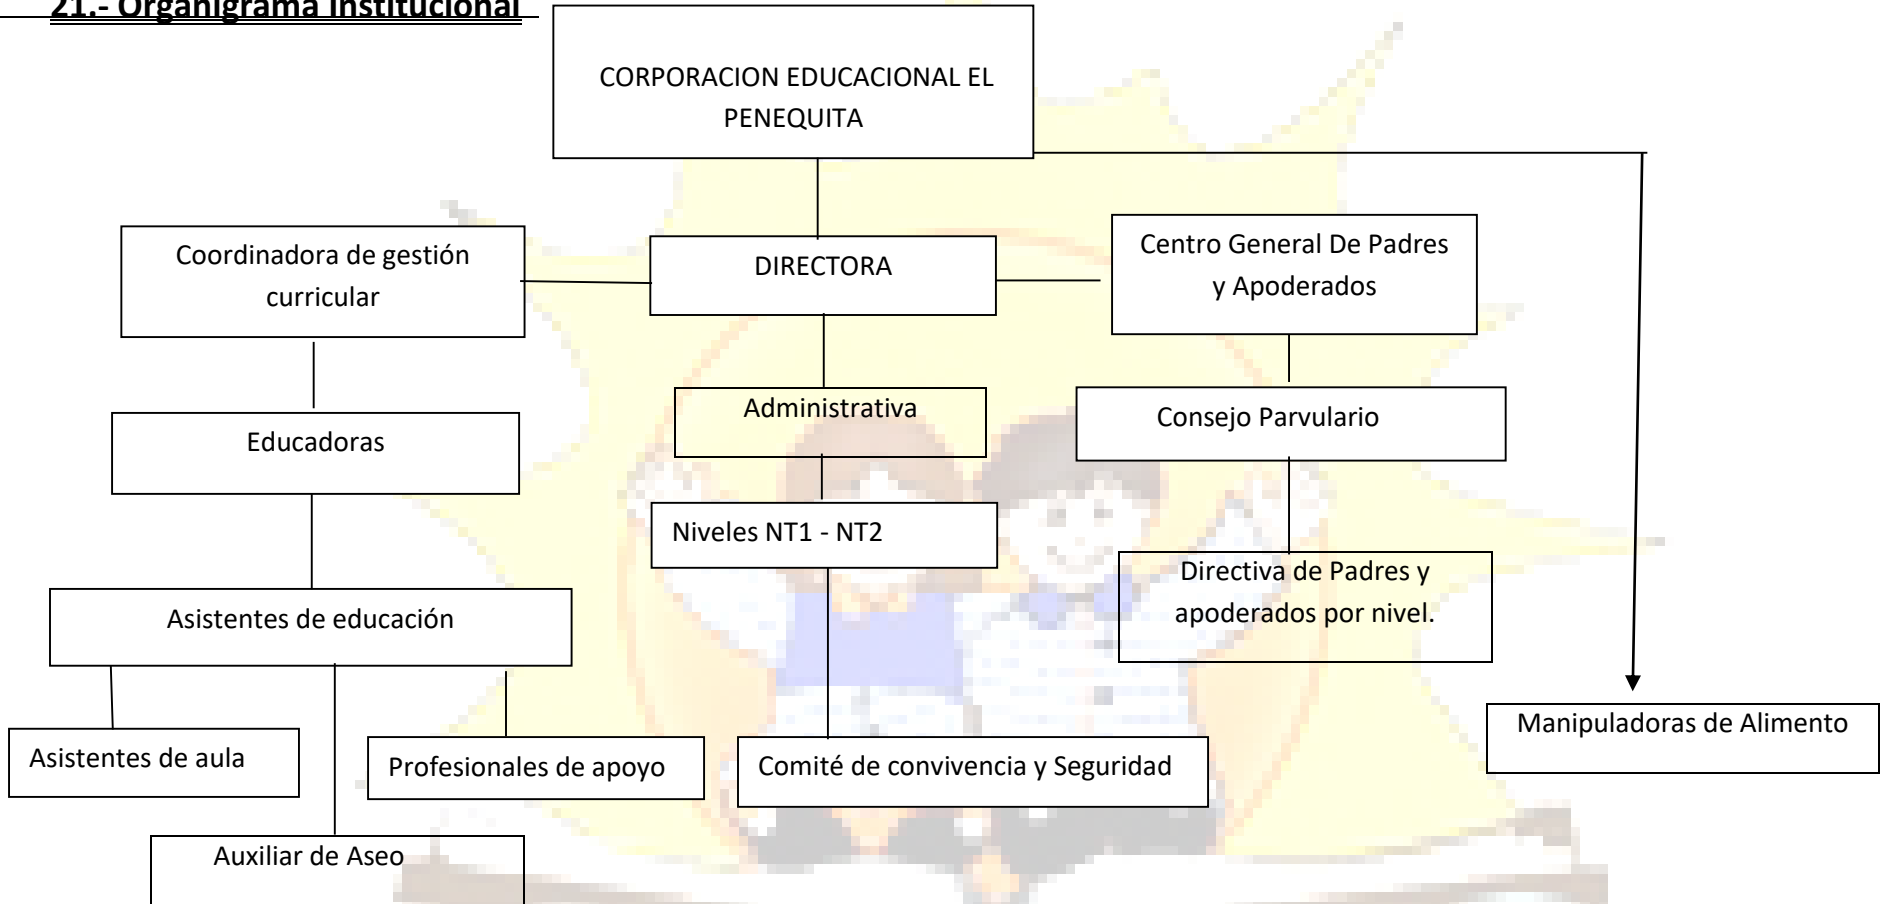 21.- Organigrama Institucional
CORPORACION EDUCACIONAL EL
PENEQUITA
Coordinadora de gestión
curricular
DIRECTORA
Centro General De Padres
y Apoderados
Educadoras
Administrativa
Consejo Parvulario
Niveles NT1 - NT2
Directiva de Padres y
apoderados por nivel.
Asistentes de educación
Manipuladoras de Alimento
Asistentes de aula
Profesionales de apoyo
Comité de convivencia y Seguridad
Auxiliar de Aseo